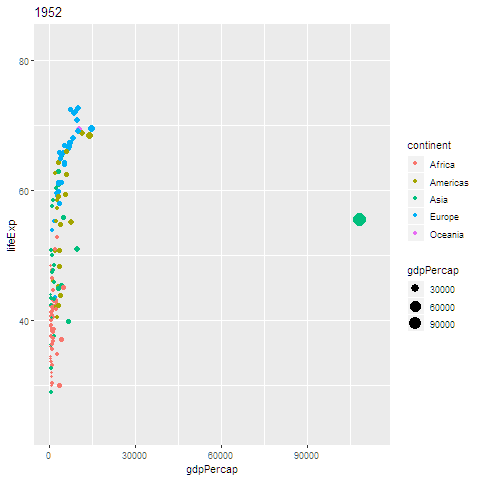 1952
80
60
40
lifeExp
0 30000 60000 90000
gdpPercap
continent
Africa
Americas
Asia
Europe
Oceania
gdpPercap
30000
60000
90000